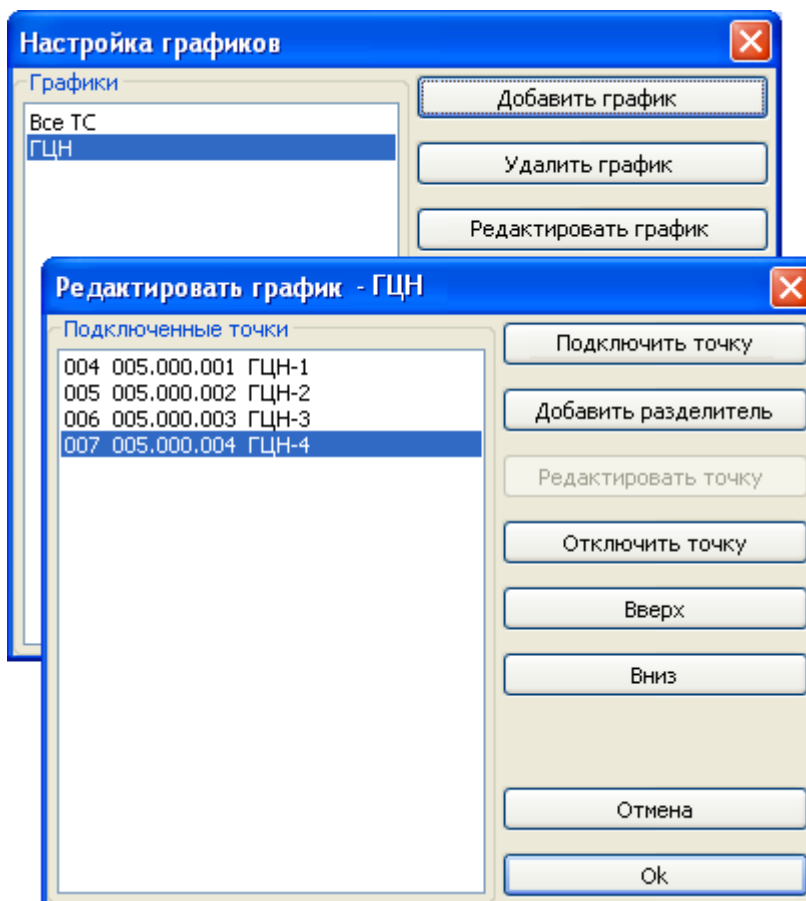 Настройка графиков
Графики
Все ТС
ГЦН
Добавить график
Удалить график
Редактировать график
Редактировать график - ГЦН
Подключенные точки
004 005.000.001 ГЦН-1
005 005.000.002 ГЦН-2
006 005.000.003 ГЦН-3
007 005.000.004 ГЦН-4
Подключить точку
Добавить разделитель
Редактировать точку
Отключить точку
Вверх
Вниз
Отмена
Ok